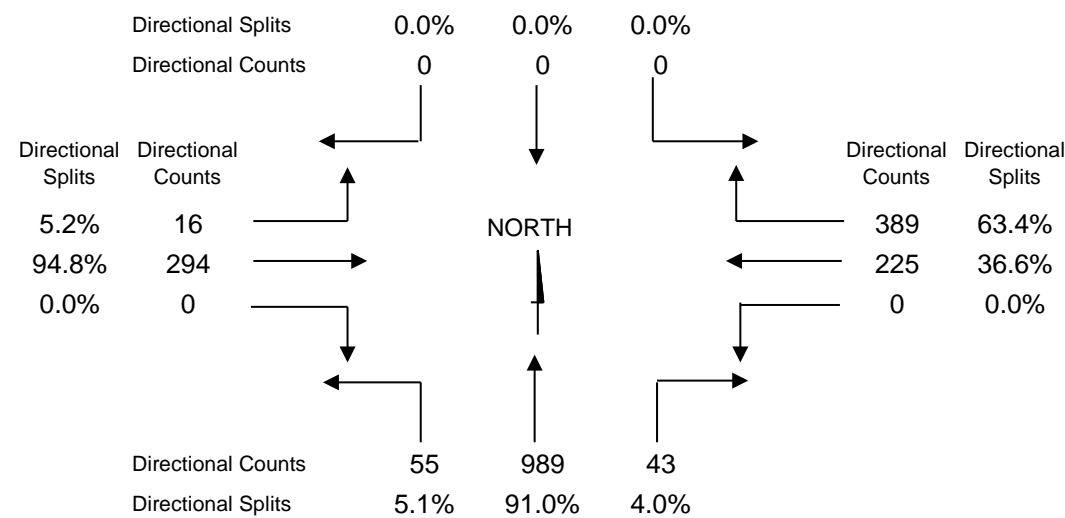 Directional Splits 0.0% 0.0% 0.0%
Directional Counts 0 0 0
Directional Directional
Splits Counts
5.2% 16
94.8% 294
0.0% 0
NORTH
Directional Directional
Counts Splits
389 63.4%
225 36.6%
0 0.0%
Directional Counts 55 989 43
Directional Splits 5.1% 91.0% 4.0%